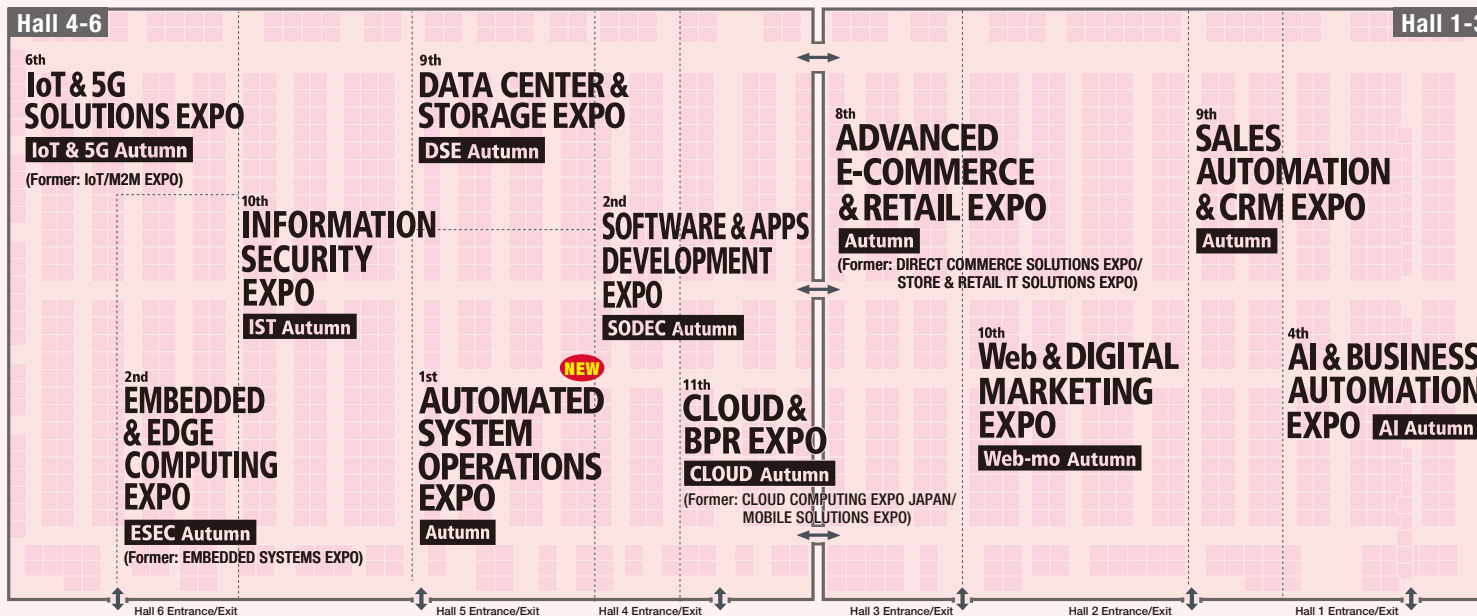 Hall 4-6
6th
IoT & 5G
SOLUTIONS EXPO
IoT & 5G Autumn
(Former: IoT/M2M EXPO)
9th
DATA CENTER &
STORAGE EXPO
DSE Autumn
10th
INFORMATION
SECURITY
EXPO
IST Autumn
2nd
SOFTWARE & APPS
DEVELOPMENT
EXPO
SODEC Autumn
2nd
EMBEDDED
& EDGE
COMPUTING
EXPO
ESEC Autumn
(Former: EMBEDDED SYSTEMS EXPO)
NEW
1st
AUTOMATED
SYSTEM
OPERATIONS
EXPO
Autumn
11th
CLOUD &
BPR EXPO
CLOUD Autumn
(Former: CLOUD COMPUTING EXPO JAPAN/
MOBILE SOLUTIONS EXPO)
Hall 1-3
8th
ADVANCED
E-COMMERCE
& RETAIL EXPO
Autumn
(Former: DIRECT COMMERCE SOLUTIONS EXPO/
STORE & RETAIL IT SOLUTIONS EXPO)
9th
SALES
AUTOMATION
& CRM EXPO
Autumn
10th
Web & DIGITAL
MARKETING
EXPO
Web-mo Autumn
4th
AI & BUSINESS
AUTOMATION
EXPO AI Autumn
Hall 6 Entrance/Exit
Hall 5 Entrance/Exit
Hall 4 Entrance/Exit
Hall 3 Entrance/Exit
Hall 2 Entrance/Exit
Hall 1 Entrance/Exit